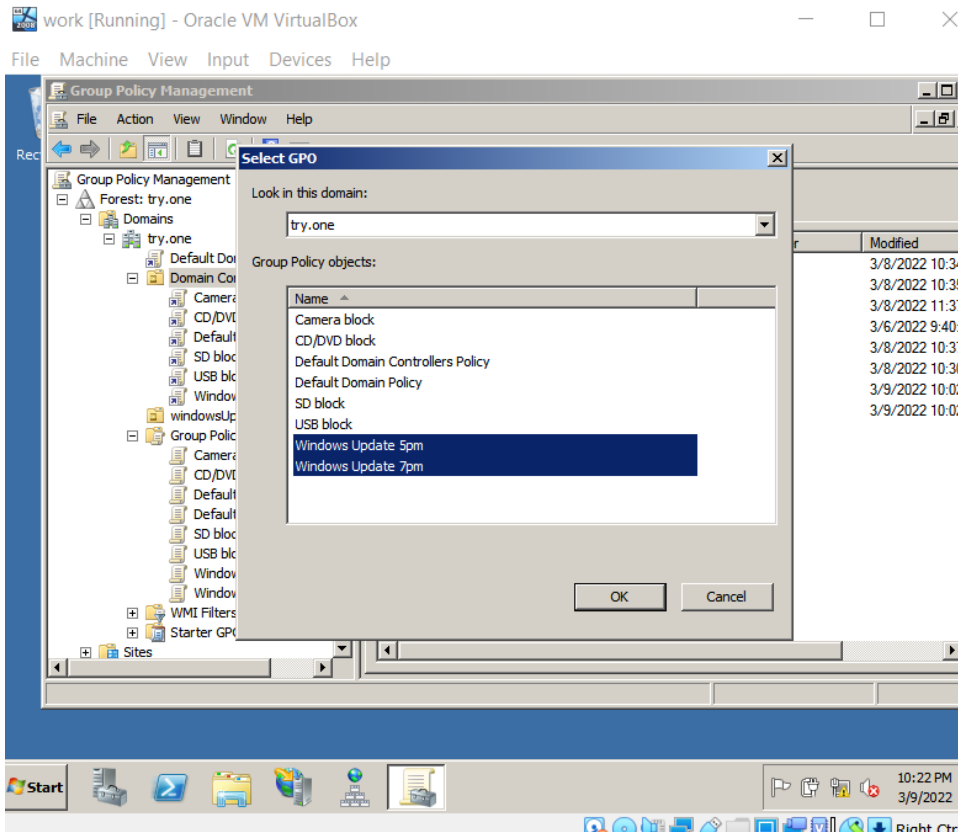 work [Running] - Oracle VM VirtualBox
File Machine View Input Devices Help
Group Policy Management
File Action View Window Help
Rec
Select GPO
Group Policy Management
Forest: try.one
Domains
try.one
Default Do
Domain Co
Camera
CD/DV
Default
SD bloc
USB blo
Window
windowsUp
Group Polic
Camera
CD/DV
Default
Default
SD bloc
USB blo
Window
Window
WMI Filters
Starter GPO
Sites
Look in this domain:
try.one
Group Policy objects:
Name
Camera block
CD/DVD block
Default Domain Controllers Policy
Default Domain Policy
SD block
USB block
Windows Update 5pm
Windows Update 7pm
OK Cancel
r Modified
3/8/2022 10:34
3/8/2022 10:35
3/8/2022 11:37
3/6/2022 9:40:
3/8/2022 10:37
3/8/2022 10:30
3/9/2022 10:02
3/9/2022 10:02
Start
10:22 PM
3/9/2022
Right Ctr